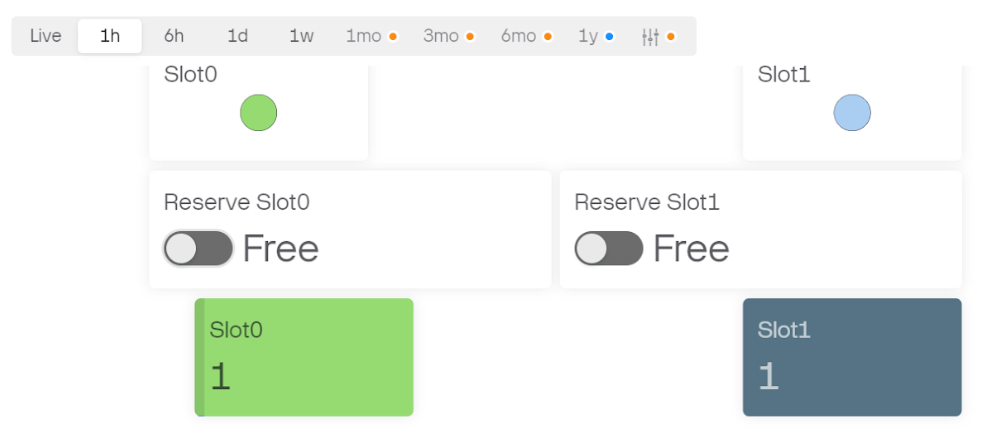 Live 1h 6h 1d 1w 1mo 3mo 6mo 1y
Slot0 Slot1
Reserve Slot0 Reserve Slot1
Free Free
Slot0 Slot1
1 1